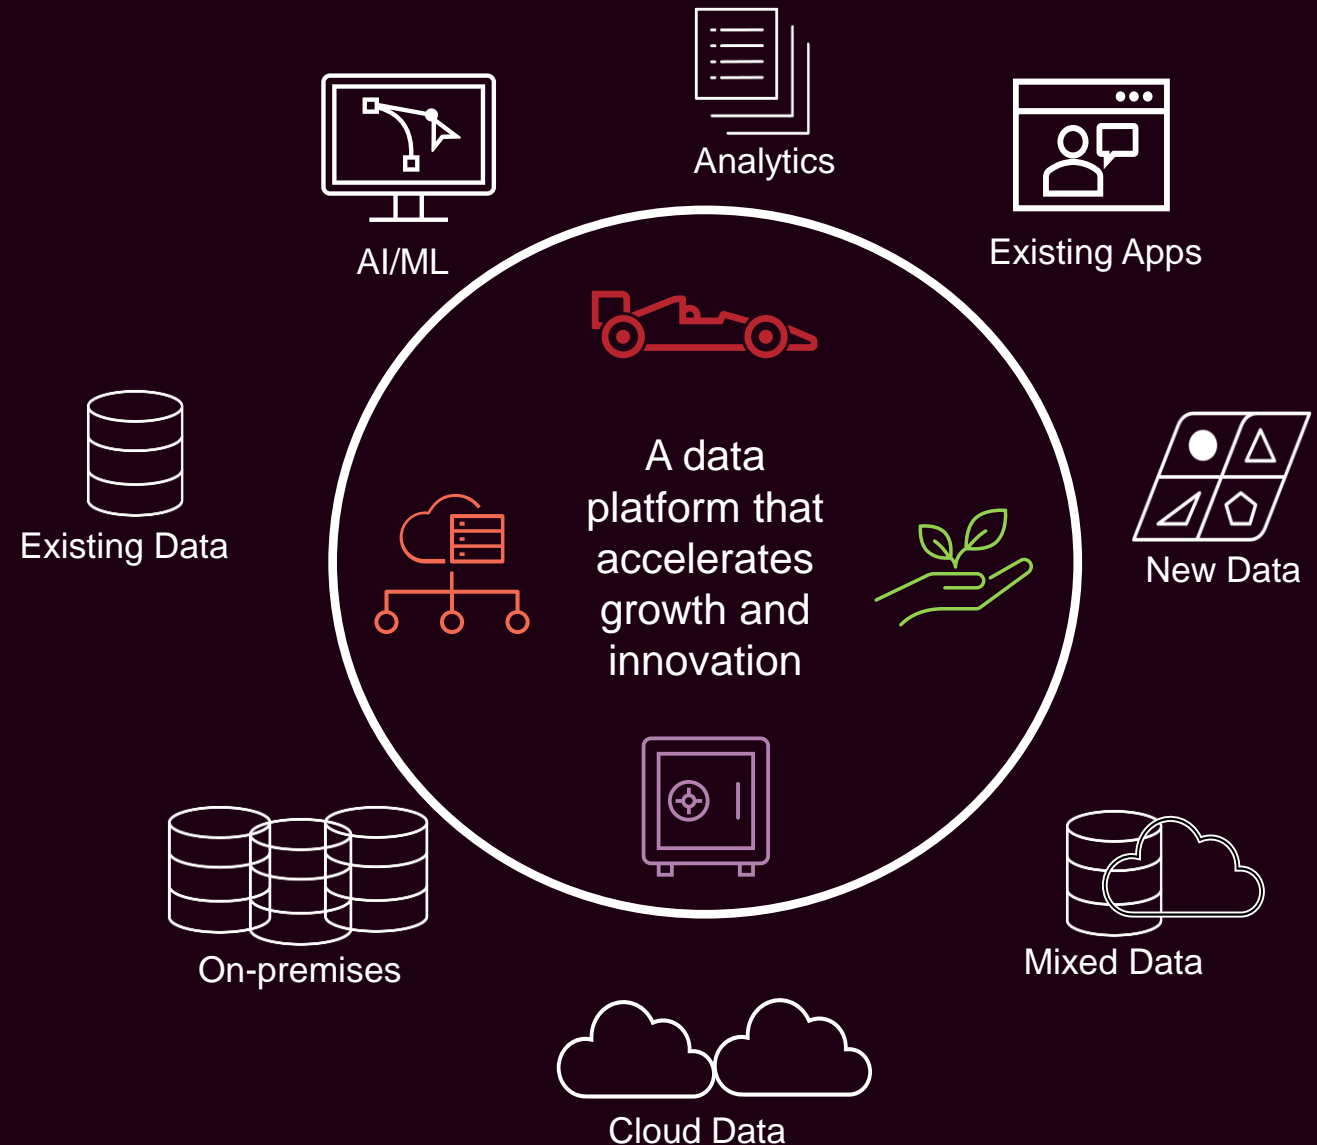 Analytics
AI/ML
Existing Apps
Existing Data
New Data
A data
platform that
accelerates
growth and
innovation
On-premises
Mixed Data
Cloud Data